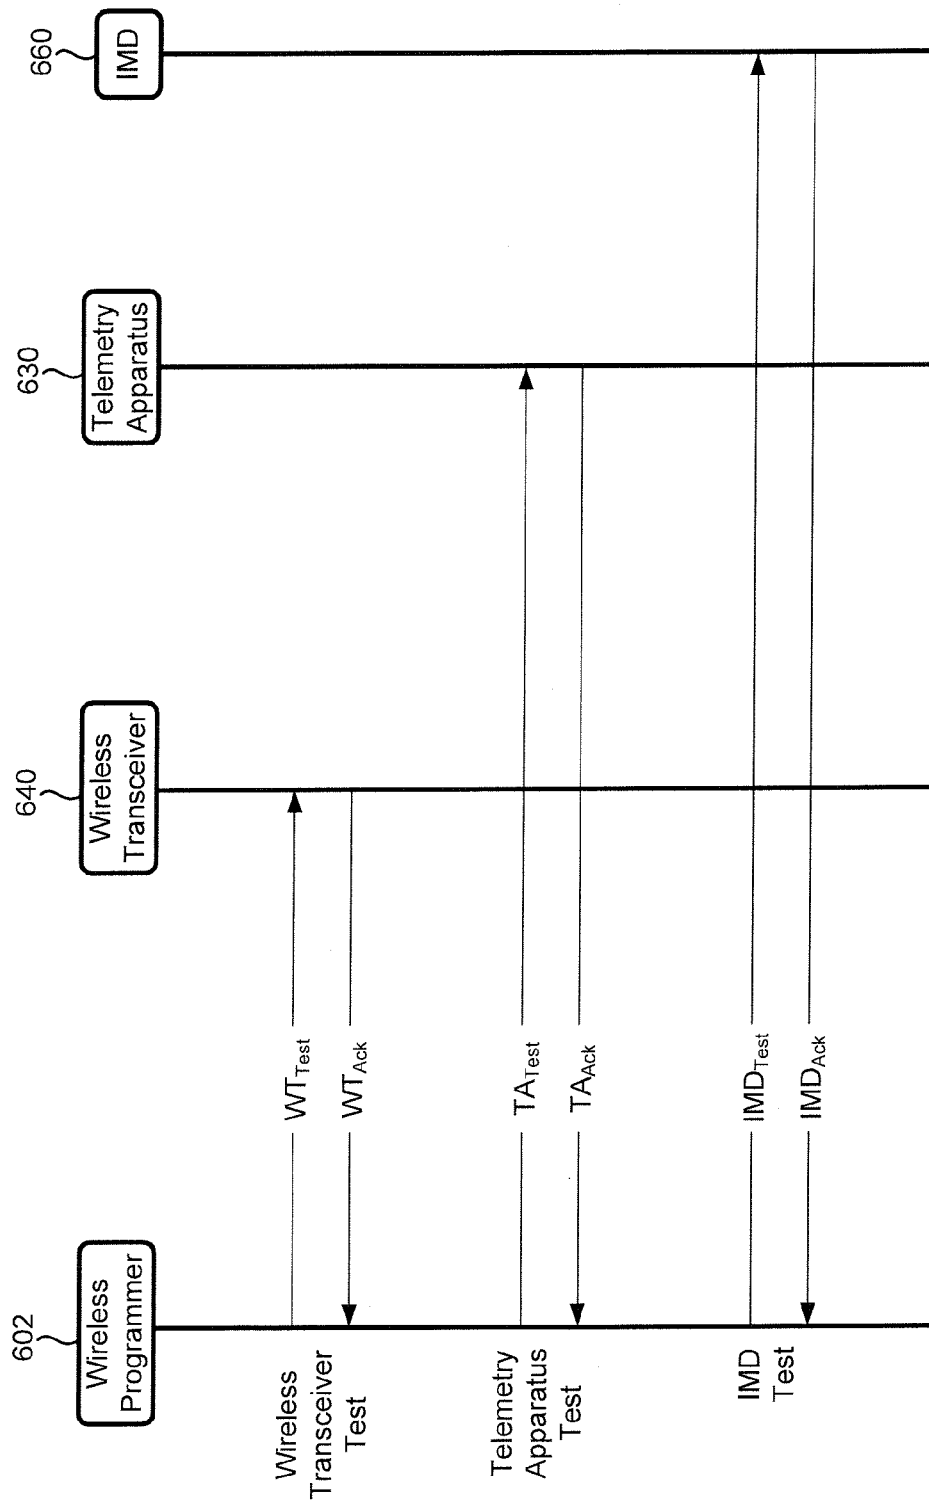 602
Wireless
Programmer
640
Wireless
Transceiver
630
Telemetry
Apparatus
660
IMD
Wireless
Transceiver
Test
WT_Test
WT_Ack
Telemetry
Apparatus
Test
TA_Test
TA_Ack
IMD
Test
IMD_Test
IMD_Ack